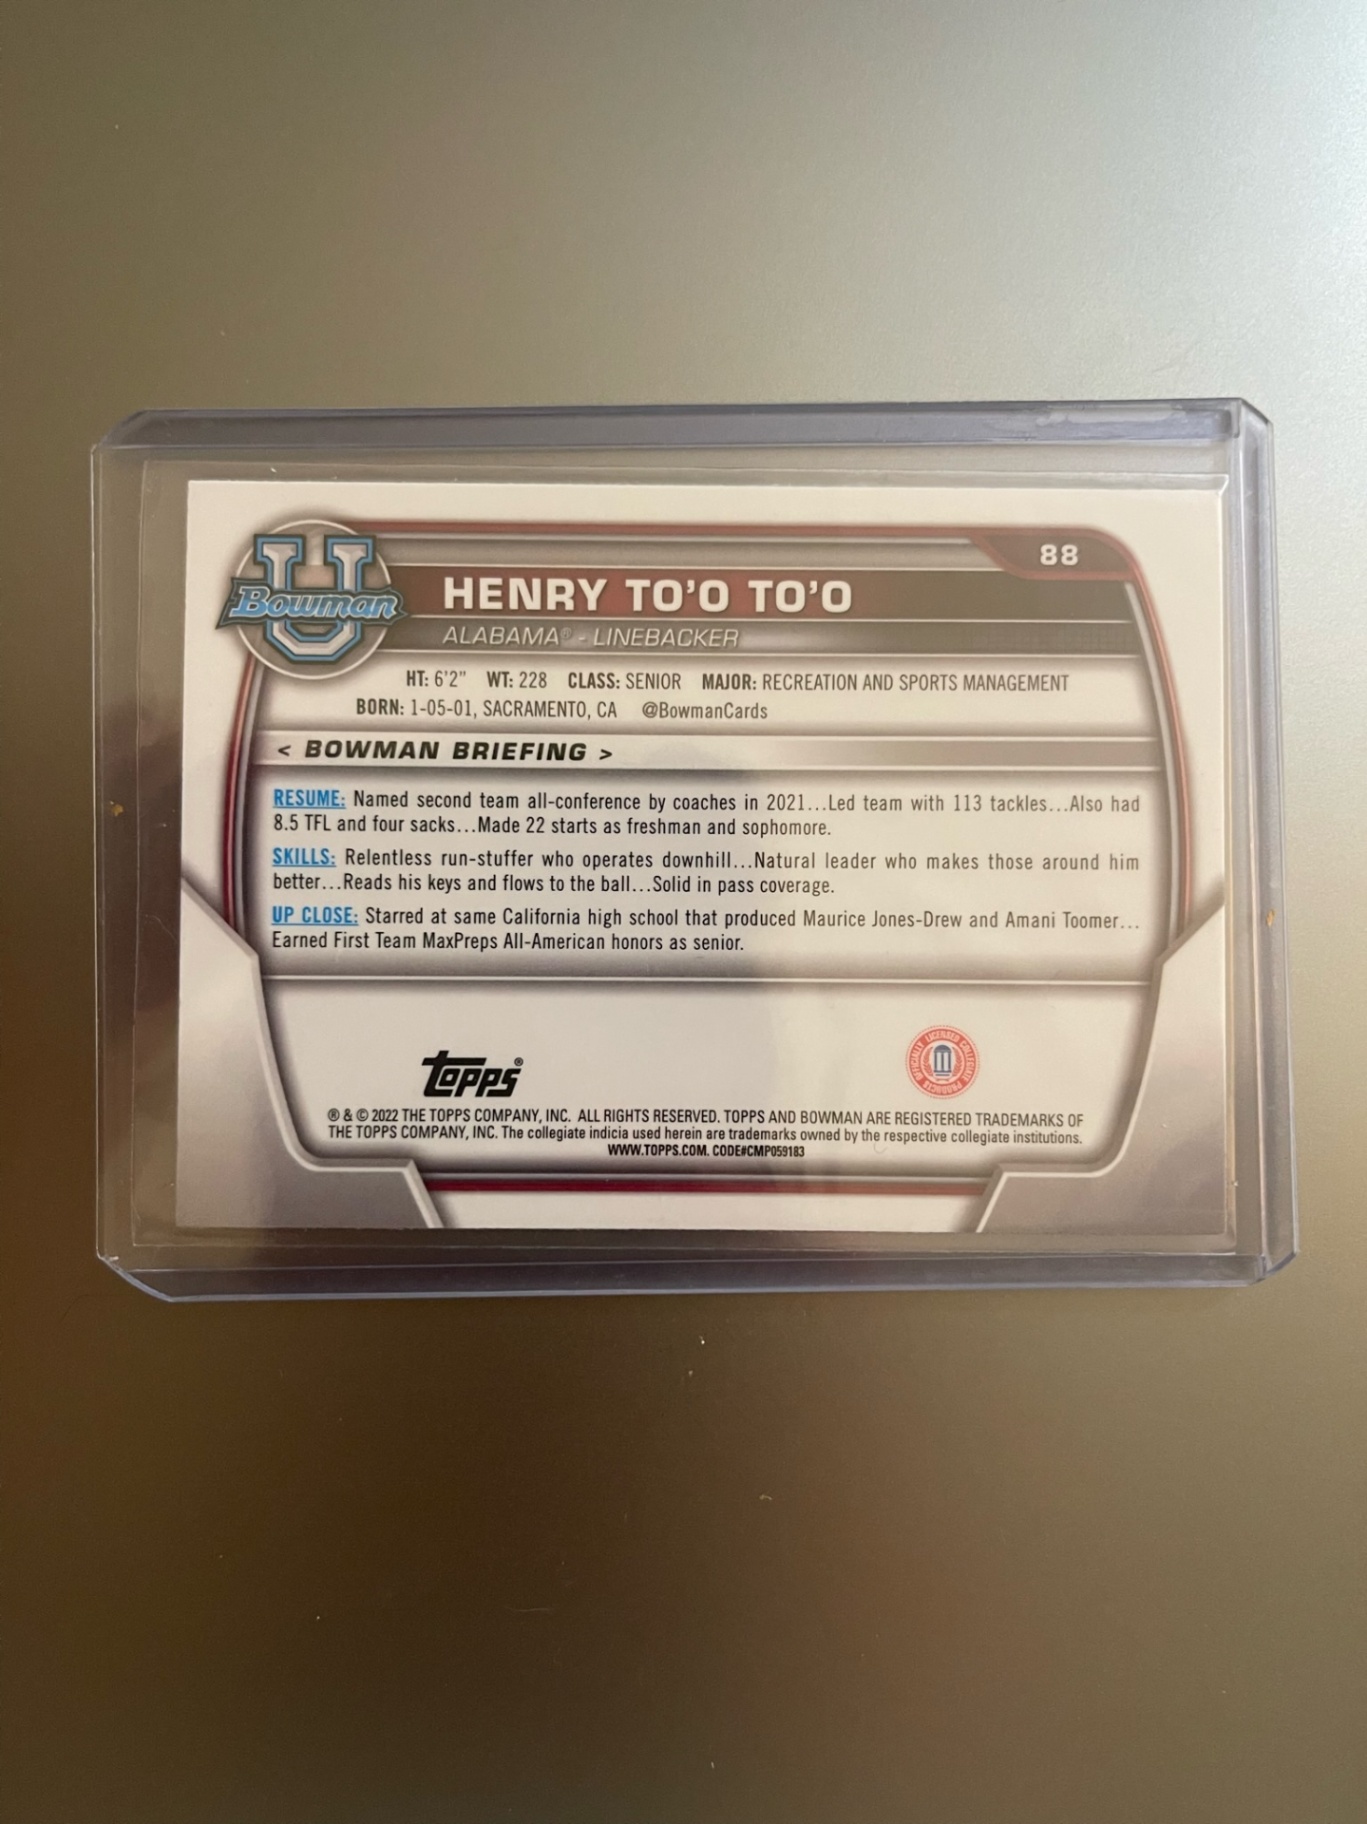 88
U
Bowman
HENRY TO'O TO'O
ALABAMA® - LINEBACKER
HT: 6'2" WT: 228 CLASS: SENIOR MAJOR: RECREATION AND SPORTS MANAGEMENT
BORN: 1-05-01, SACRAMENTO, CA @BowmanCards
< BOWMAN BRIEFING >
RESUME: Named second team all-conference by coaches in 2021...Led team with 113 tackles...Also had
8.5 TFL and four sacks...Made 22 starts as freshman and sophomore.
SKILLS: Relentless run-stuffer who operates downhill...Natural leader who makes those around him
better...Reads his keys and flows to the ball...Solid in pass coverage.
UP CLOSE: Starred at same California high school that produced Maurice Jones-Drew and Amani Toomer...
Earned First Team MaxPreps All-American honors as senior.
topps®
OFFICIALLY LICENSED COLLEGIATE PRODUCTS
® & © 2022 THE TOPPS COMPANY, INC. ALL RIGHTS RESERVED. TOPPS AND BOWMAN ARE REGISTERED TRADEMARKS OF
THE TOPPS COMPANY, INC. The collegiate indicia used herein are trademarks owned by the respective collegiate institutions.
WWW.TOPPS.COM. CODE#CMP059183